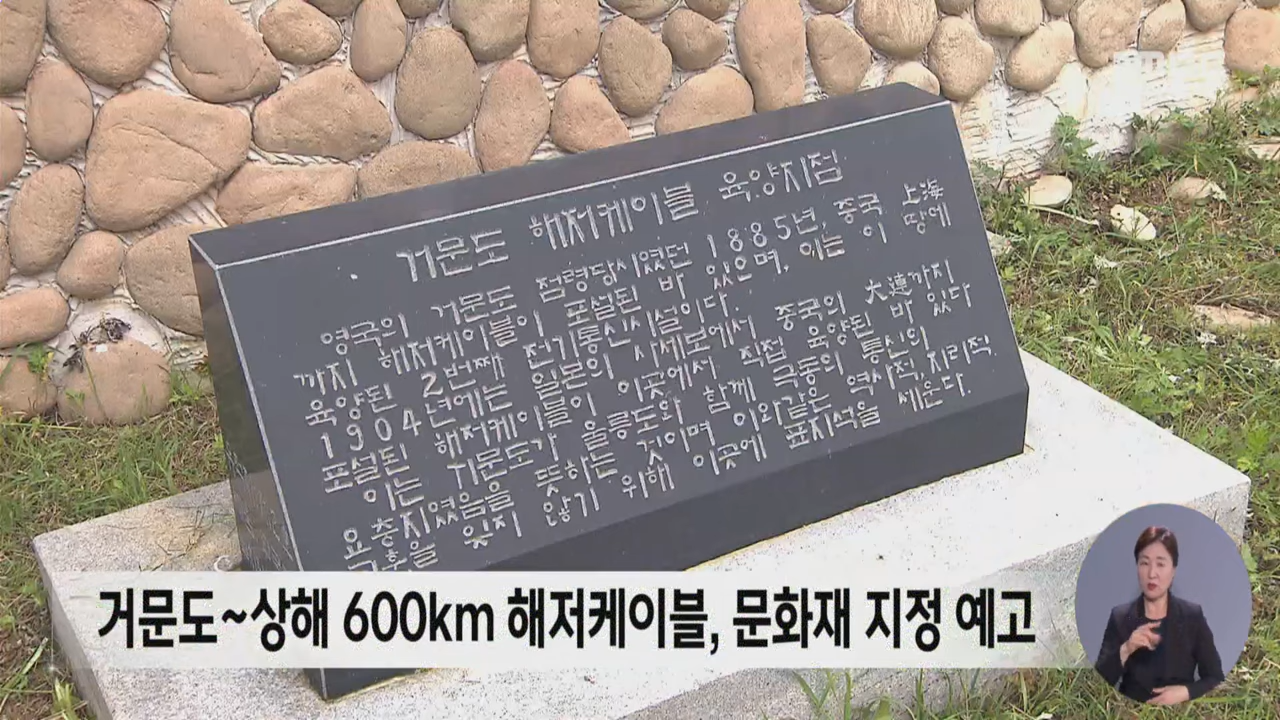 거문도 해저케이블 육양지점
영국의 거문도 점령당시였던 1885년, 중국 上海
까지 해저케이블이 포설된 바 있으며, 이는 이 땅에
육양된 2번째 전기통신시설이다.
1904년에는 일본의 사세보에서 중국의 大連까지
포설된 해저케이블이 이곳에서 직접 육양된 바 있다
이는 거문도가 울릉도와 함께 극동의 통신의
요충지였음을 뜻하는 것이며 이와같은 역사적,지리적
잊지 않기 위해 이곳에 표지석을 세운다.
거문도~상해 600km 해저케이블, 문화재 지정 예고